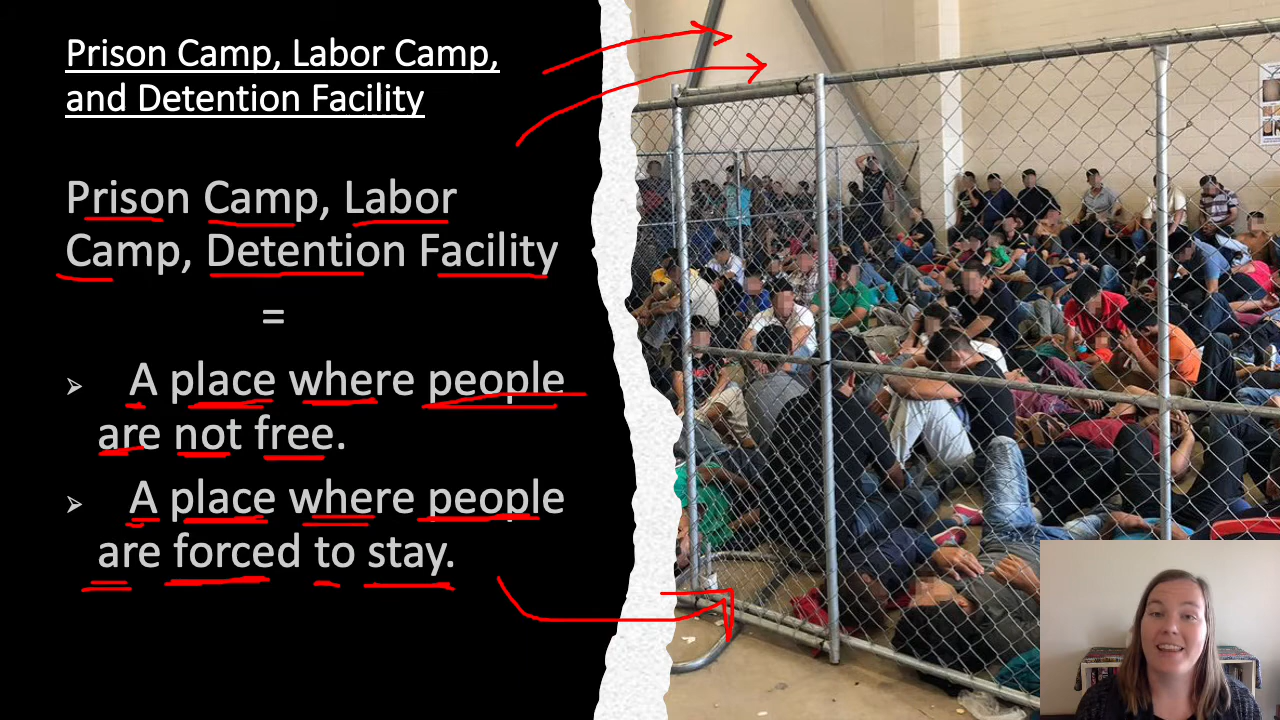 Prison Camp, Labor Camp,
and Detention Facility
Prison Camp, Labor
Camp, Detention Facility
=
➢ A place where people
are not free.
➢ A place where people
are forced to stay.